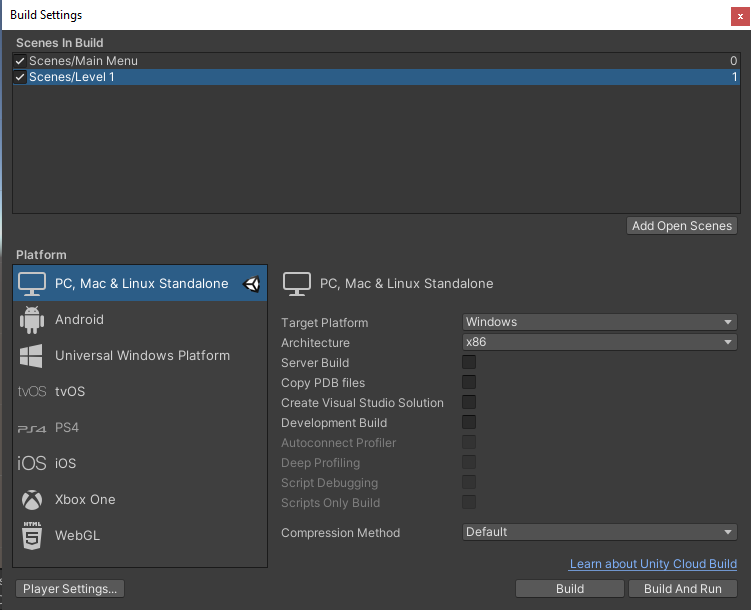 Build Settings
x
Scenes In Build
Scenes/Main Menu 0
Scenes/Level 1 1
Add Open Scenes
Platform
PC, Mac & Linux Standalone
Android
Universal Windows Platform
tvOS tvOS
PS4 PS4
iOS iOS
Xbox One
HTML 5 WebGL
PC, Mac & Linux Standalone
Target Platform Windows
Architecture x86
Server Build
Copy PDB files
Create Visual Studio Solution
Development Build
Autoconnect Profiler
Deep Profiling
Script Debugging
Scripts Only Build
Compression Method Default
Learn about Unity Cloud Build
Player Settings... Build Build And Run